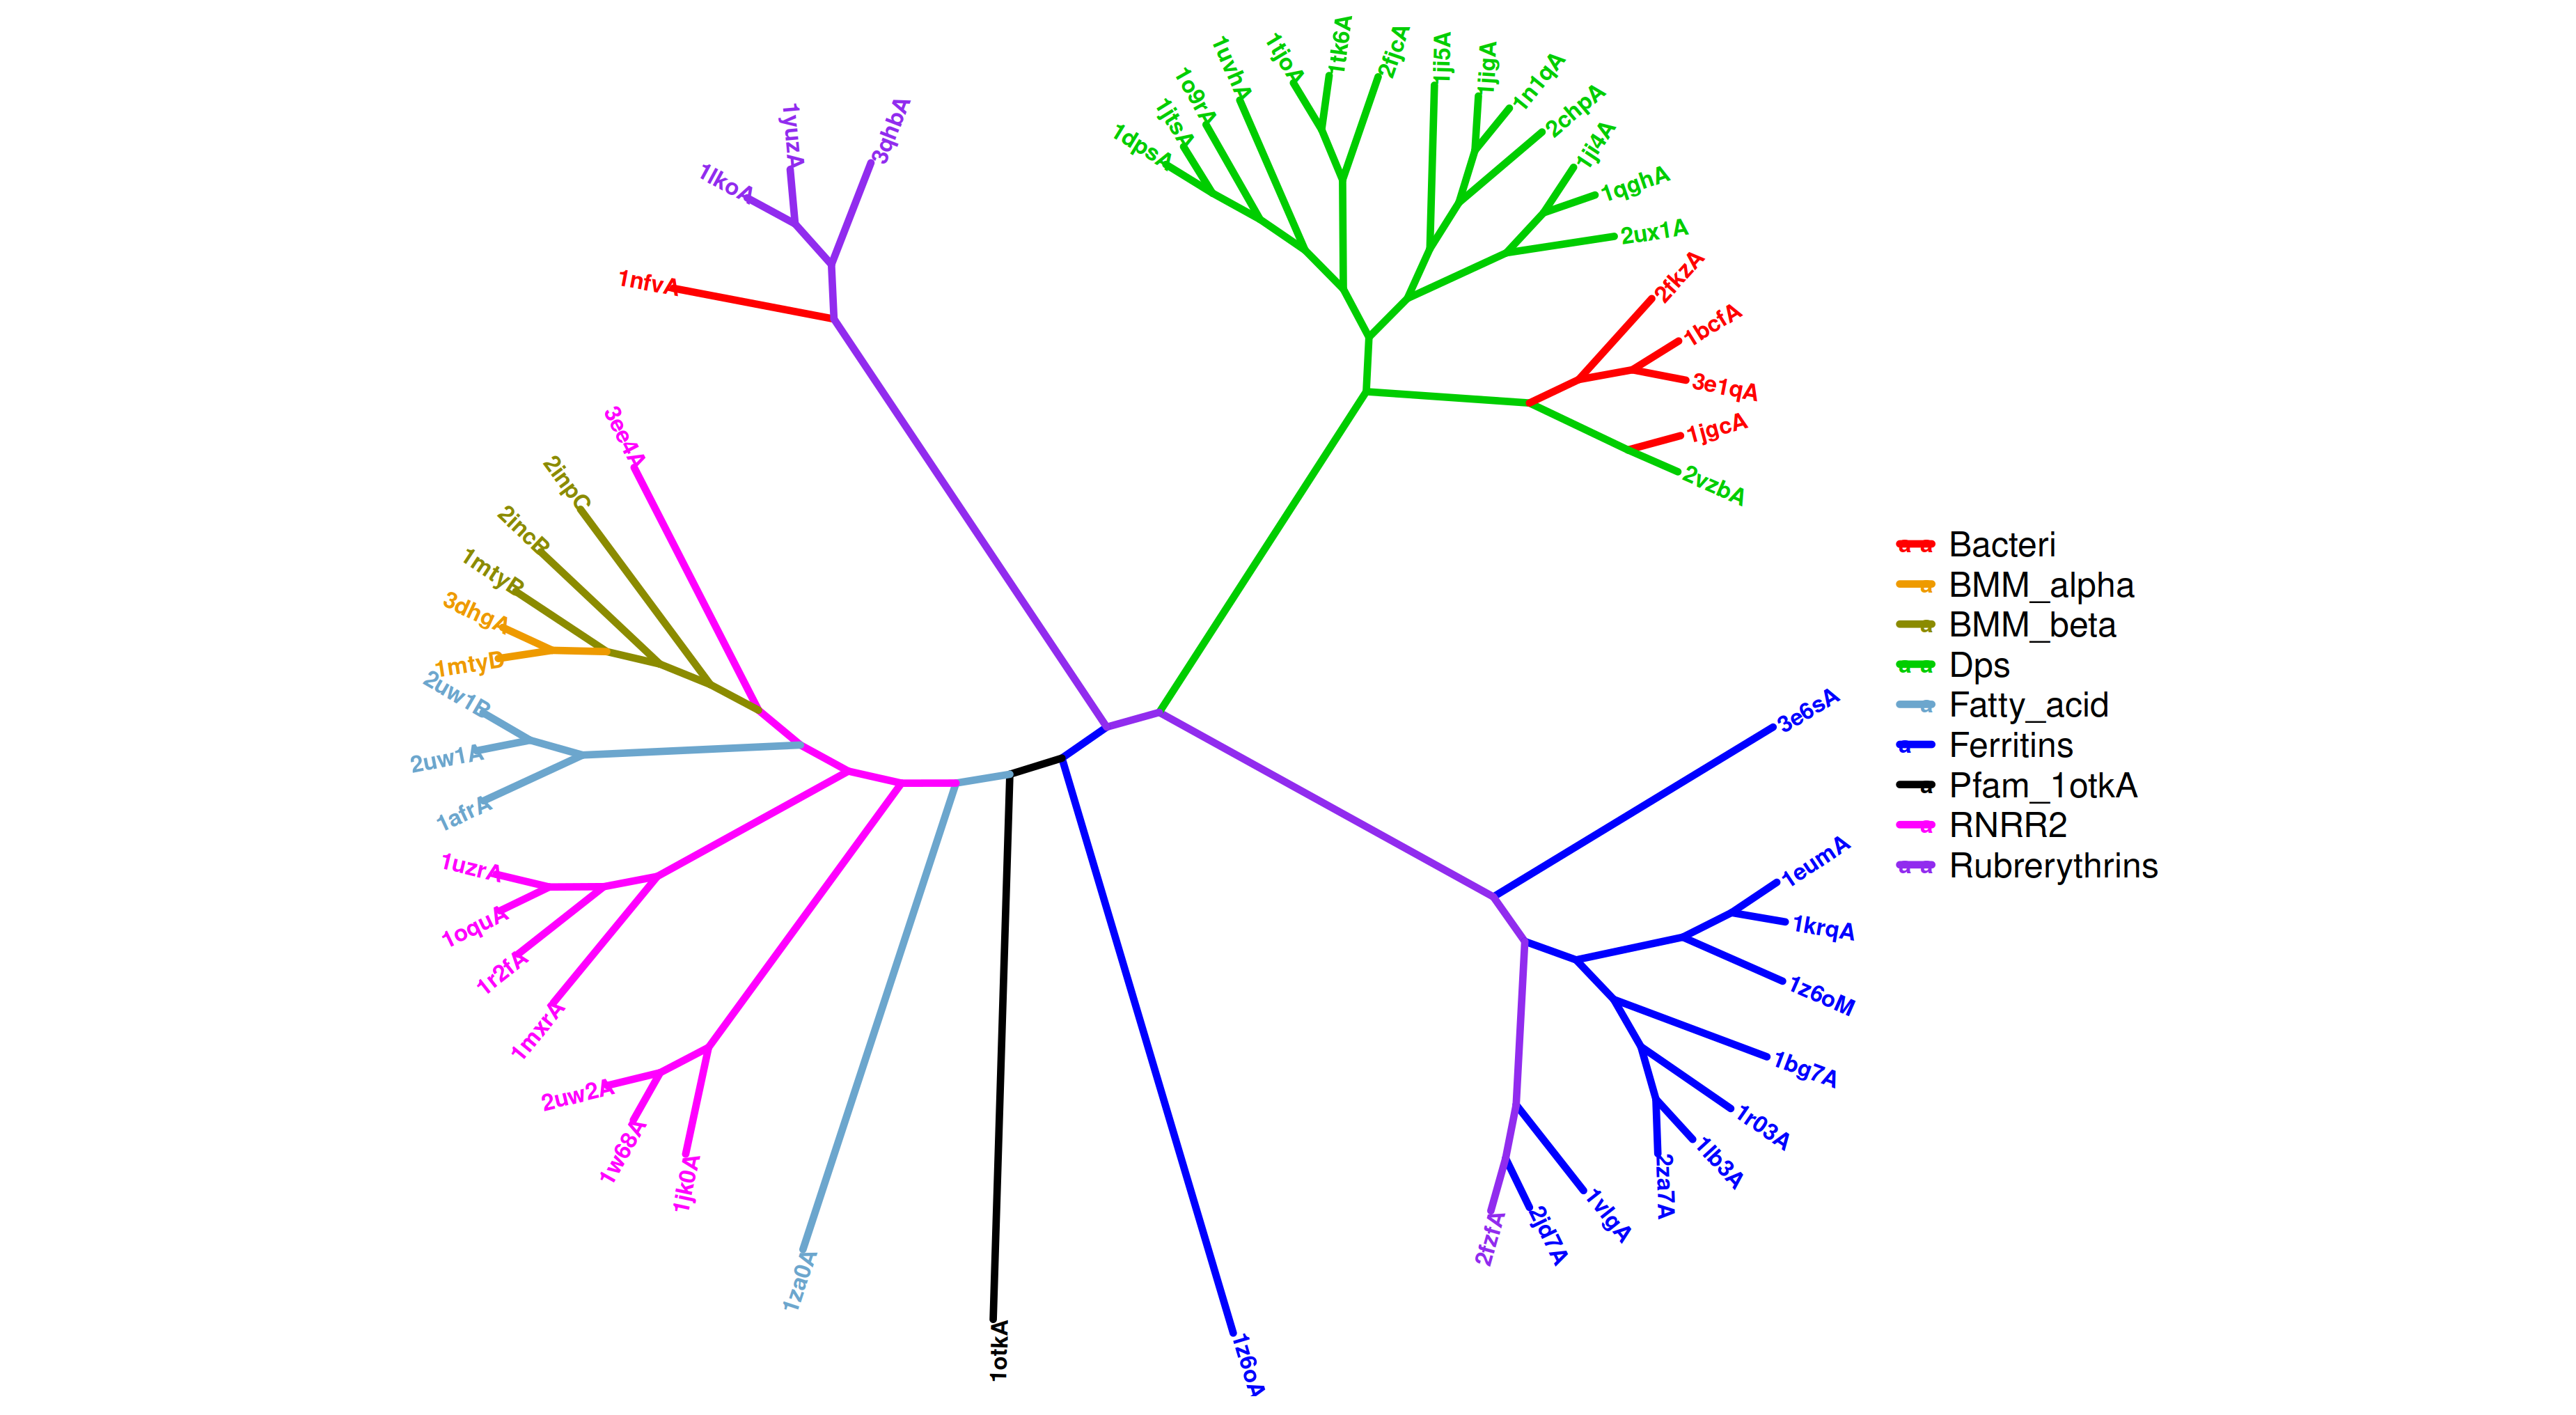 1tk6A
2fjcA
1tjoA
1uvhA
1ji5A
1jigA
1n1qA
1o9rA
2chpA
1jtsA
1ji4A
1dpsA
1yuzA
3qhbA
1lkoA
1qghA
2ux1A
1nfvA
2fkzA
1bcfA
3e1qA
1jgcA
2vzbA
3ee4A
2inpC
2incB
1mtyB
3dhgA
1mtyD
2uw1B
2uw1A
1afrA
1uzrA
1oquA
1r2fA
1mxrA
2uw2A
1w68A
1jk0A
1za0A
1otkA
1z6oA
3e6sA
1eumA
1krqA
1z6oM
1bg7A
1r03A
1lb3A
2za7A
1vlgA
2jd7A
2fzfA
a a Bacteri
a BMM_alpha
a BMM_beta
a a Dps
a Fatty_acid
a Ferritins
a Pfam_1otkA
a RNRR2
a a Rubrerythrins